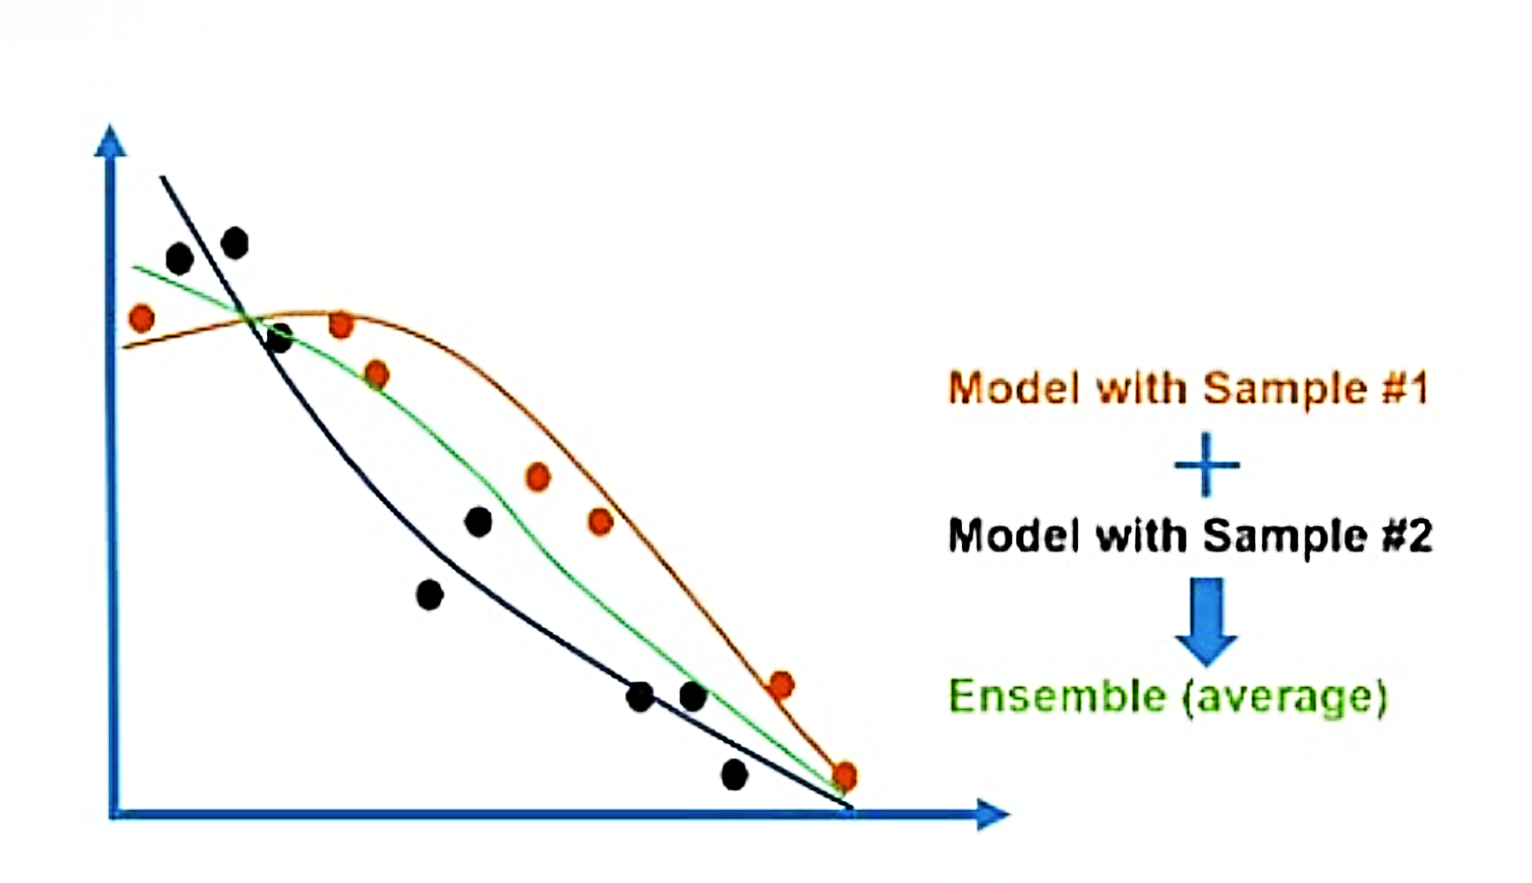 Model with Sample #1
+
Model with Sample #2
Ensemble (average)